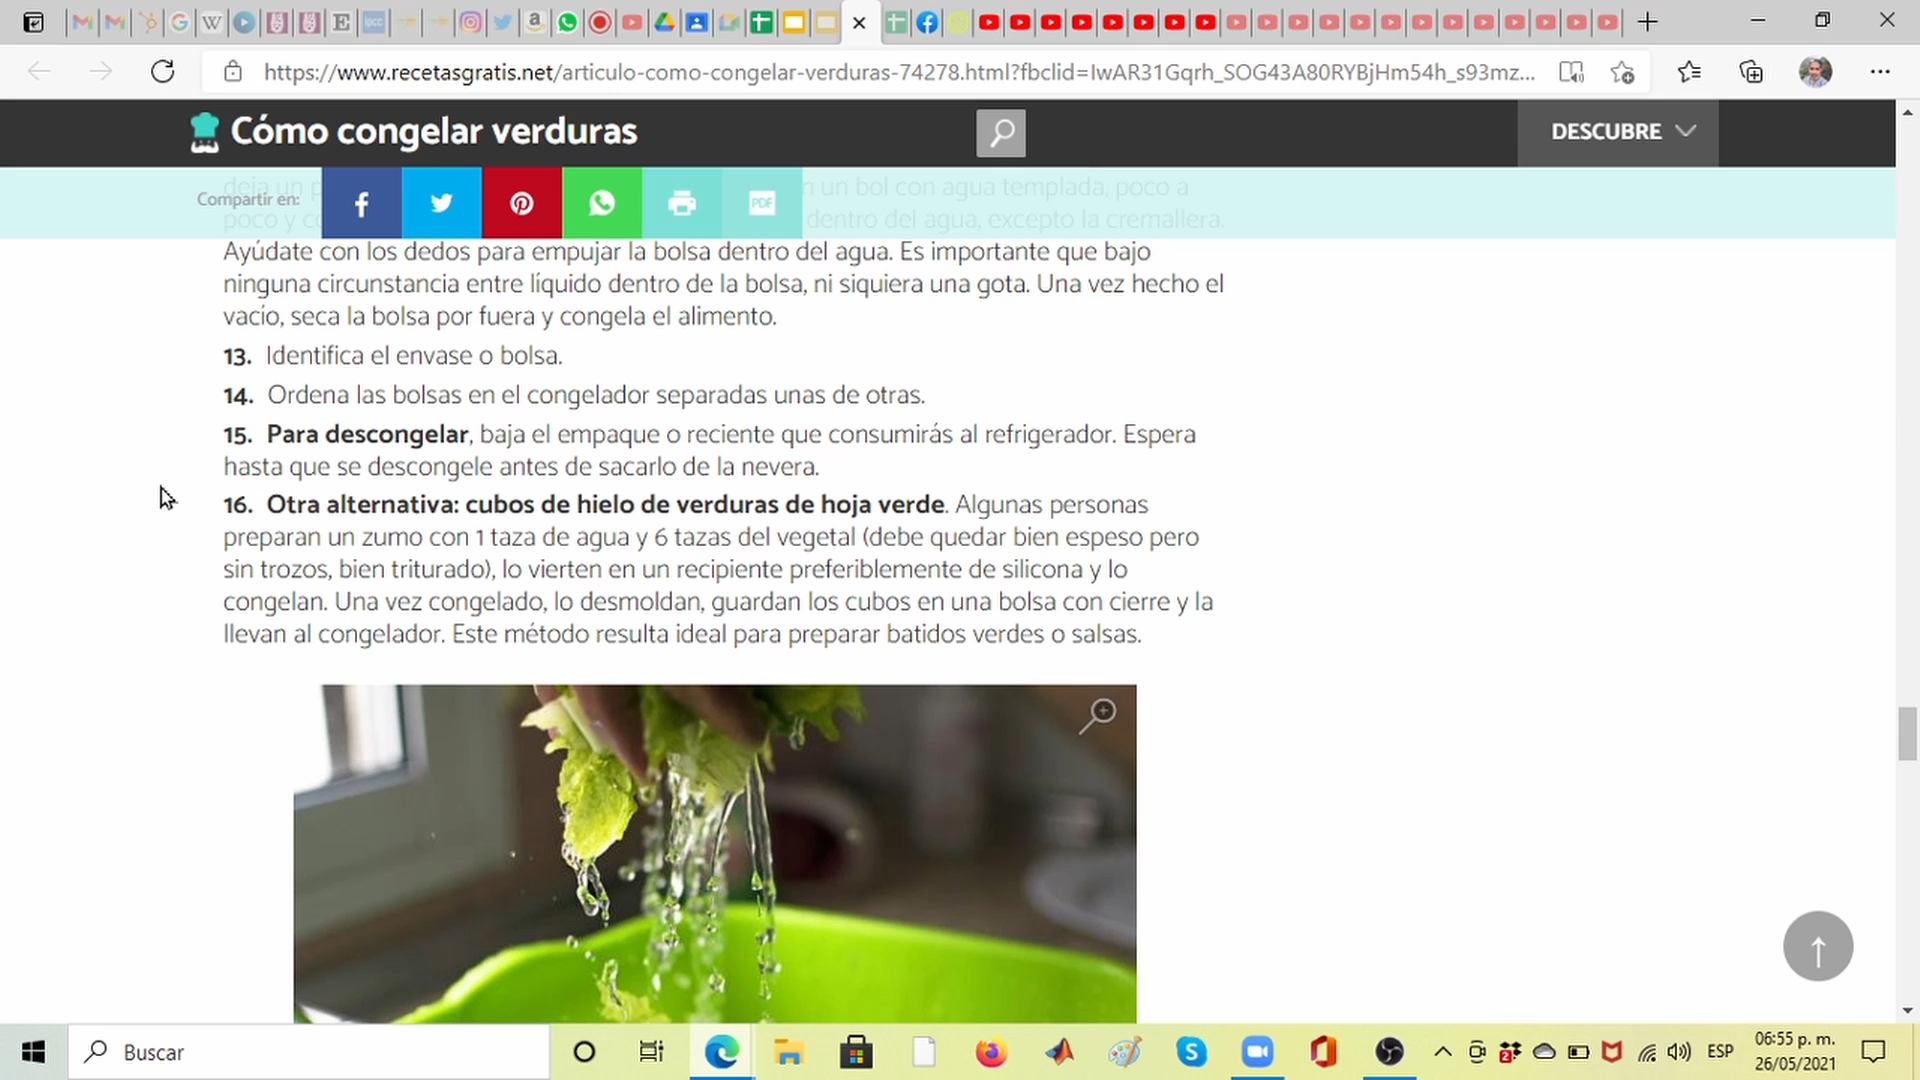 https://www.recetasgratis.net/articulo-como-congelar-verduras-74278.html?fbclid=IwAR31Gqrh_SOG43A80RYBjHm54h_s93mz...
Cómo congelar verduras
DESCUBRE
Compartir en:
PDF
deja un
n un bol con agua templada, poco a
poco y
dentro del agua, excepto la cremallera.
Ayúdate con los dedos para empujar la bolsa dentro del agua. Es importante que bajo
ninguna circunstancia entre líquido dentro de la bolsa, ni siquiera una gota. Una vez hecho el
vacío, seca la bolsa por fuera y congela el alimento.
13. Identifica el envase o bolsa.
14. Ordena las bolsas en el congelador separadas unas de otras.
15. Para descongelar, baja el empaque o reciente que consumirás al refrigerador. Espera
hasta que se descongele antes de sacarlo de la nevera.
16. Otra alternativa: cubos de hielo de verduras de hoja verde. Algunas personas
preparan un zumo con 1 taza de agua y 6 tazas del vegetal (debe quedar bien espeso pero
sin trozos, bien triturado), lo vierten en un recipiente preferiblemente de silicona y lo
congelan. Una vez congelado, lo desmoldan, guardan los cubos en una bolsa con cierre y la
llevan al congelador. Este método resulta ideal para preparar batidos verdes o salsas.
Buscar
ESP
06:55 p. m.
26/05/2021